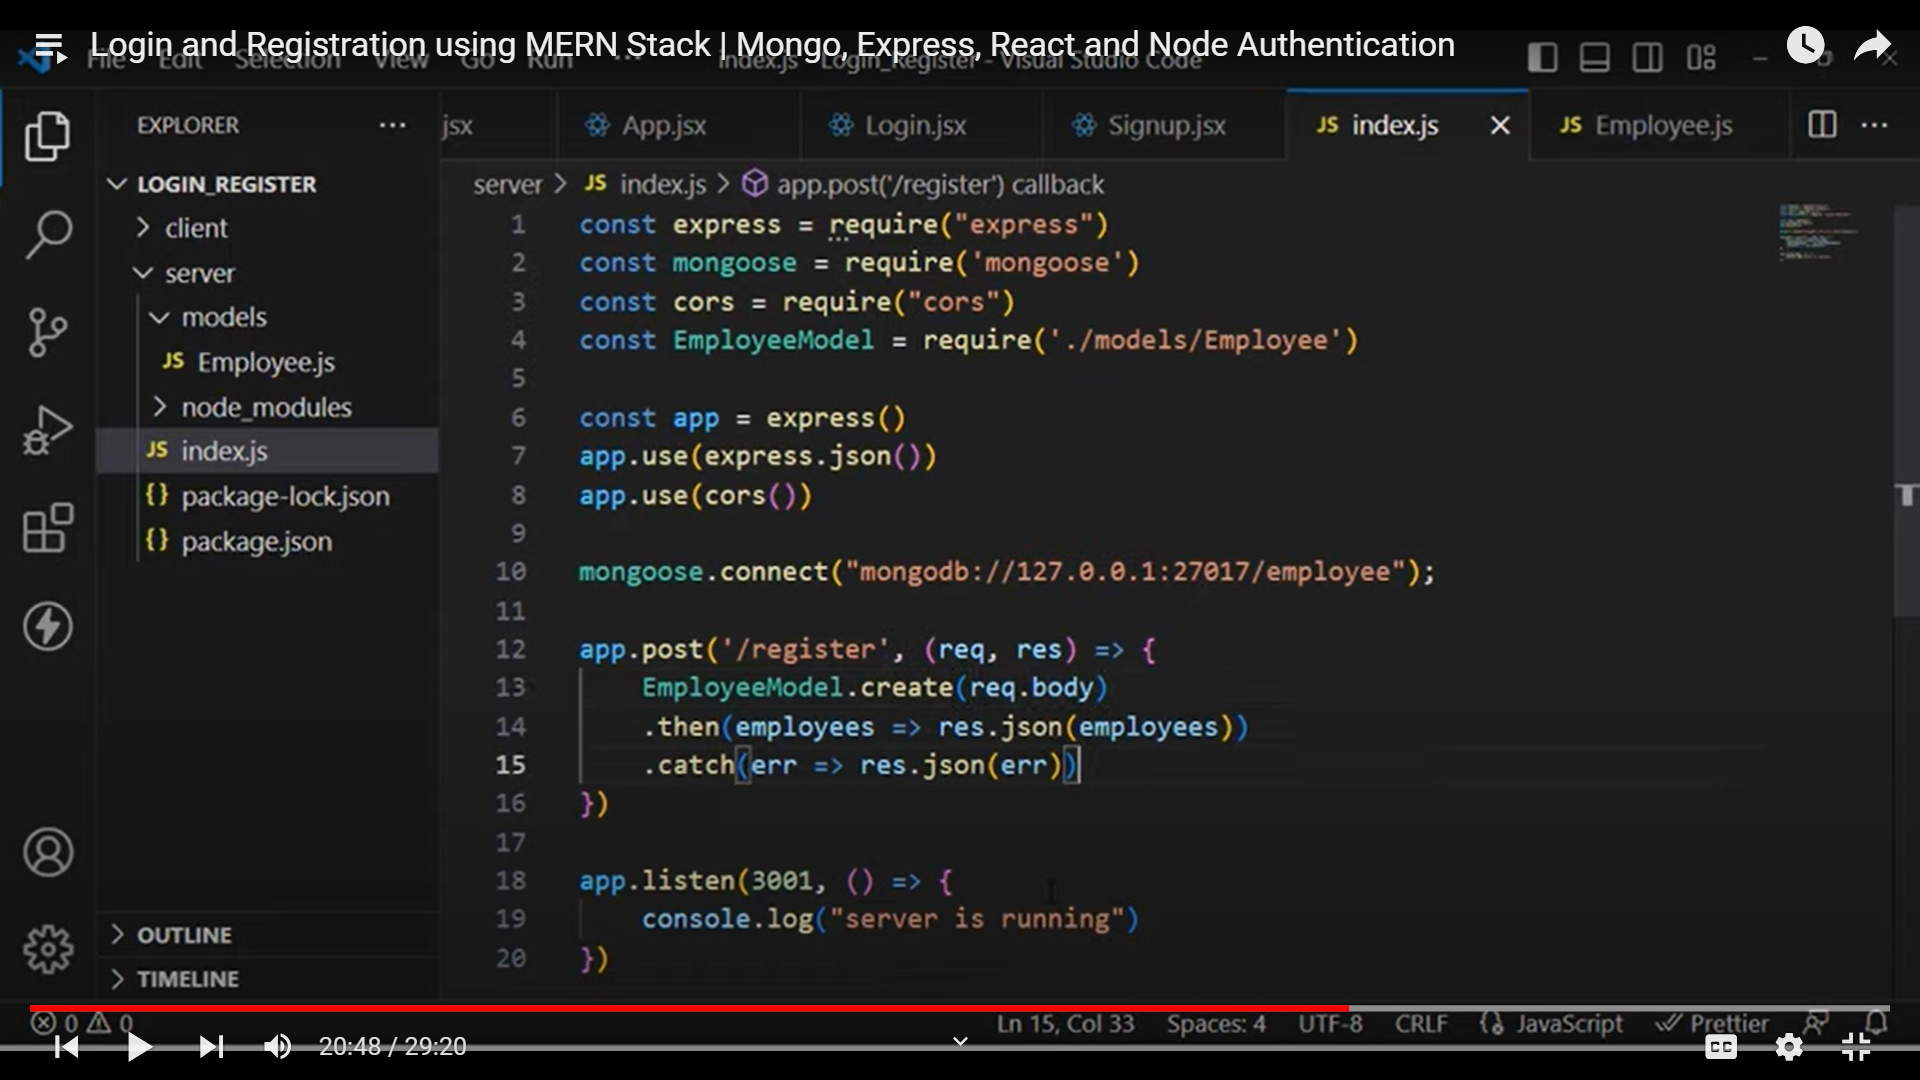 Login and Registration using MERN Stack | Mongo, Express, React and Node Authentication
File Edit Selection View Go Run ... index.js - Login_Register - Visual Studio Code
EXPLORER ...
jsx
App.jsx
Login.jsx
Signup.jsx
JS index.js
JS Employee.js
LOGIN_REGISTER
client
server
models
JS Employee.js
node_modules
JS index.js
{} package-lock.json
{} package.json
OUTLINE
TIMELINE
server > JS index.js > app.post('/register') callback
1 const express = require("express")
2 const mongoose = require('mongoose')
3 const cors = require("cors")
4 const EmployeeModel = require('./models/Employee')
5
6 const app = express()
7 app.use(express.json())
8 app.use(cors())
9
10 mongoose.connect("mongodb://127.0.0.1:27017/employee");
11
12 app.post('/register', (req, res) => {
13 EmployeeModel.create(req.body)
14 .then(employees => res.json(employees))
15 .catch(err => res.json(err))
16 })
17
18 app.listen(3001, () => {
19 console.log("server is running")
20 })
0 0
Ln 15, Col 33 Spaces: 4 UTF-8 CRLF {} JavaScript Prettier
20:48 / 29:20
CC